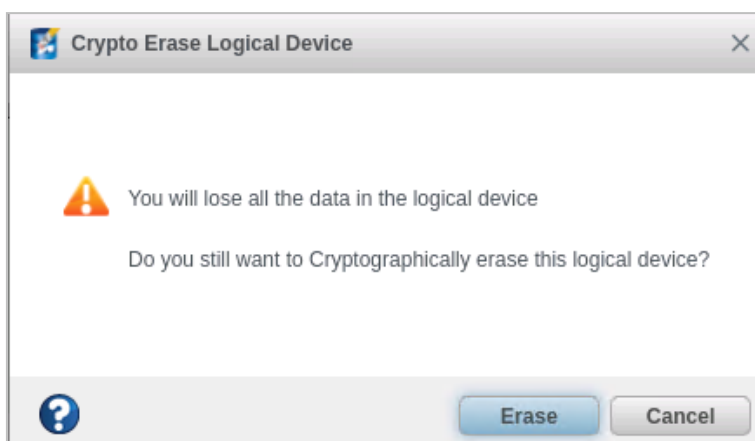 Crypto Erase Logical Device
You will lose all the data in the logical device
Do you still want to Cryptographically erase this logical device?
?
Erase Cancel